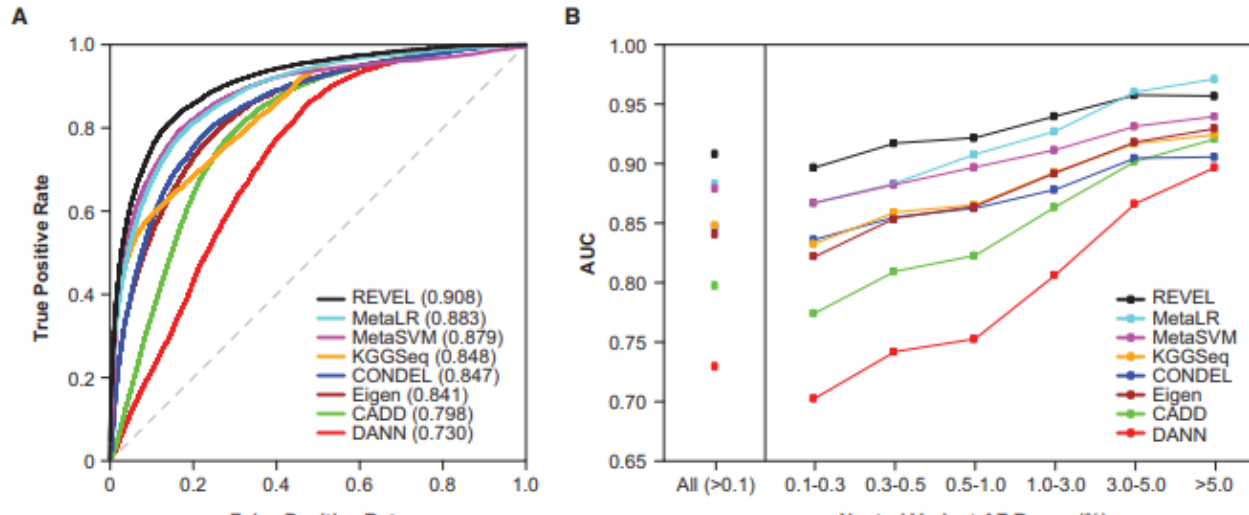 A
True Positive Rate
1.0
0.8
0.6
0.4
0.2
0
REVEL (0.908)
MetaLR (0.883)
MetaSVM (0.879)
KGGSeq (0.848)
CONDEL (0.847)
Eigen (0.841)
CADD (0.798)
DANN (0.730)
0 0.2 0.4 0.6 0.8 1.0
B
AUC
1.00
0.95
0.90
0.85
0.80
0.75
0.70
0.65
REVEL
MetaLR
MetaSVM
KGGSeq
CONDEL
Eigen
CADD
DANN
All (>0.1) 0.1-0.3 0.3-0.5 0.5-1.0 1.0-3.0 3.0-5.0 >5.0